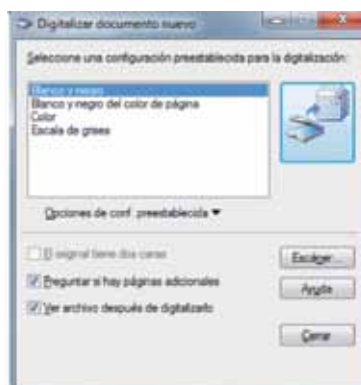 Digitalizar documento nuevo
Seleccione una configuración preestablecida para la digitalización:
Blanco y negro
Blanco y negro del color de página
Color
Escala de grises
Opciones de conf. preestablecida ▼
El original tiene dos caras
Preguntar si hay páginas adicionales
Ver archivo después de digitalizarlo
Escáner...
Ayuda
Cerrar